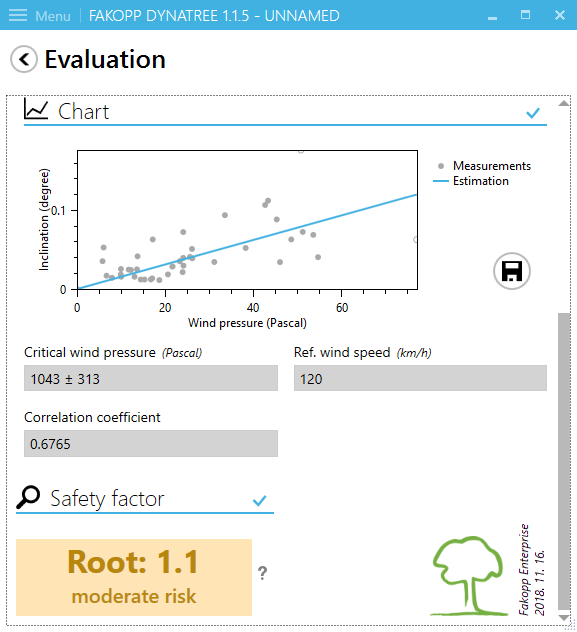 Menu
FAKOPP DYNATREE 1.1.5 - UNNAMED
Evaluation
Chart
Inclination (degree)
0.1
0
0
20
40
60
Wind pressure (Pascal)
Measurements
Estimation
Critical wind pressure (Pascal)
Ref. wind speed (km/h)
1043 ± 313
120
Correlation coefficient
0.6765
Safety factor
Root: 1.1
moderate risk
?
Fakopp Enterprise
2018. 11. 16.